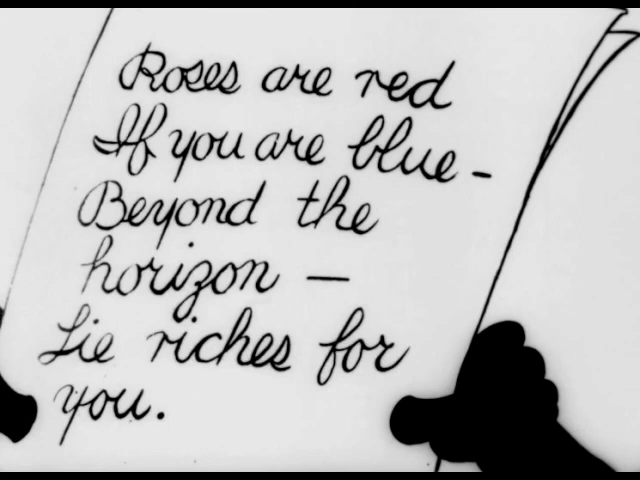 Roses are red
If you are blue -
Beyond the
horizon —
Lie riches for
you.